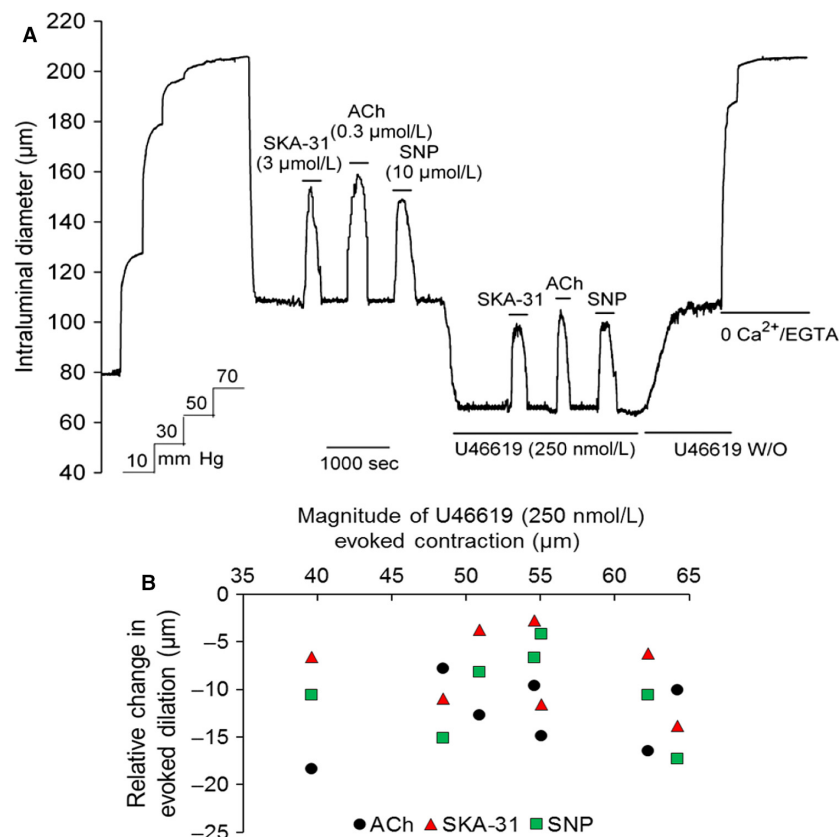 A
220
200
180
160
140
120
100
80
60
40
Intraluminal diameter (µm)
ACh
(0.3 µmol/L)
SKA-31
(3 µmol/L)
SNP
(10 µmol/L)
SKA-31
ACh
SNP
0 Ca2+/EGTA
10
30
50
70
mm Hg
1000 sec
U46619 (250 nmol/L)
U46619 W/O
B
Magnitude of U46619 (250 nmol/L)
evoked contraction (µm)
35 40 45 50 55 60 65
0
–5
–10
–15
–20
–25
Relative change in
evoked dilation (µm)
ACh SKA-31 SNP